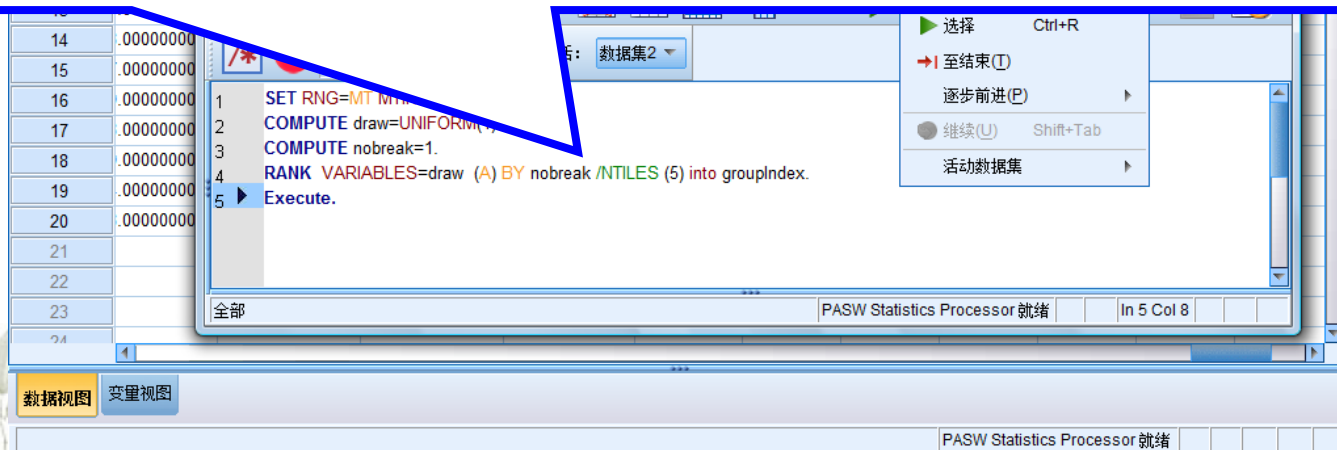 选择 Ctrl+R
14 .00000000
活: 数据集2
至结束(T)
15 .00000000
逐步前进(P)
16 .00000000
1 SET RNG=MT
继续(U) Shift+Tab
17 .00000000
2 COMPUTE draw=UNIFORM(1)
3 COMPUTE nobreak=1.
活动数据集
18 .00000000
4 RANK VARIABLES=draw (A) BY nobreak /NTILES (5) into groupIndex.
19 .00000000
5 Execute.
20 .00000000
21
22
23
全部 PASW Statistics Processor 就绪 In 5 Col 8
24
数据视图 变量视图
PASW Statistics Processor 就绪